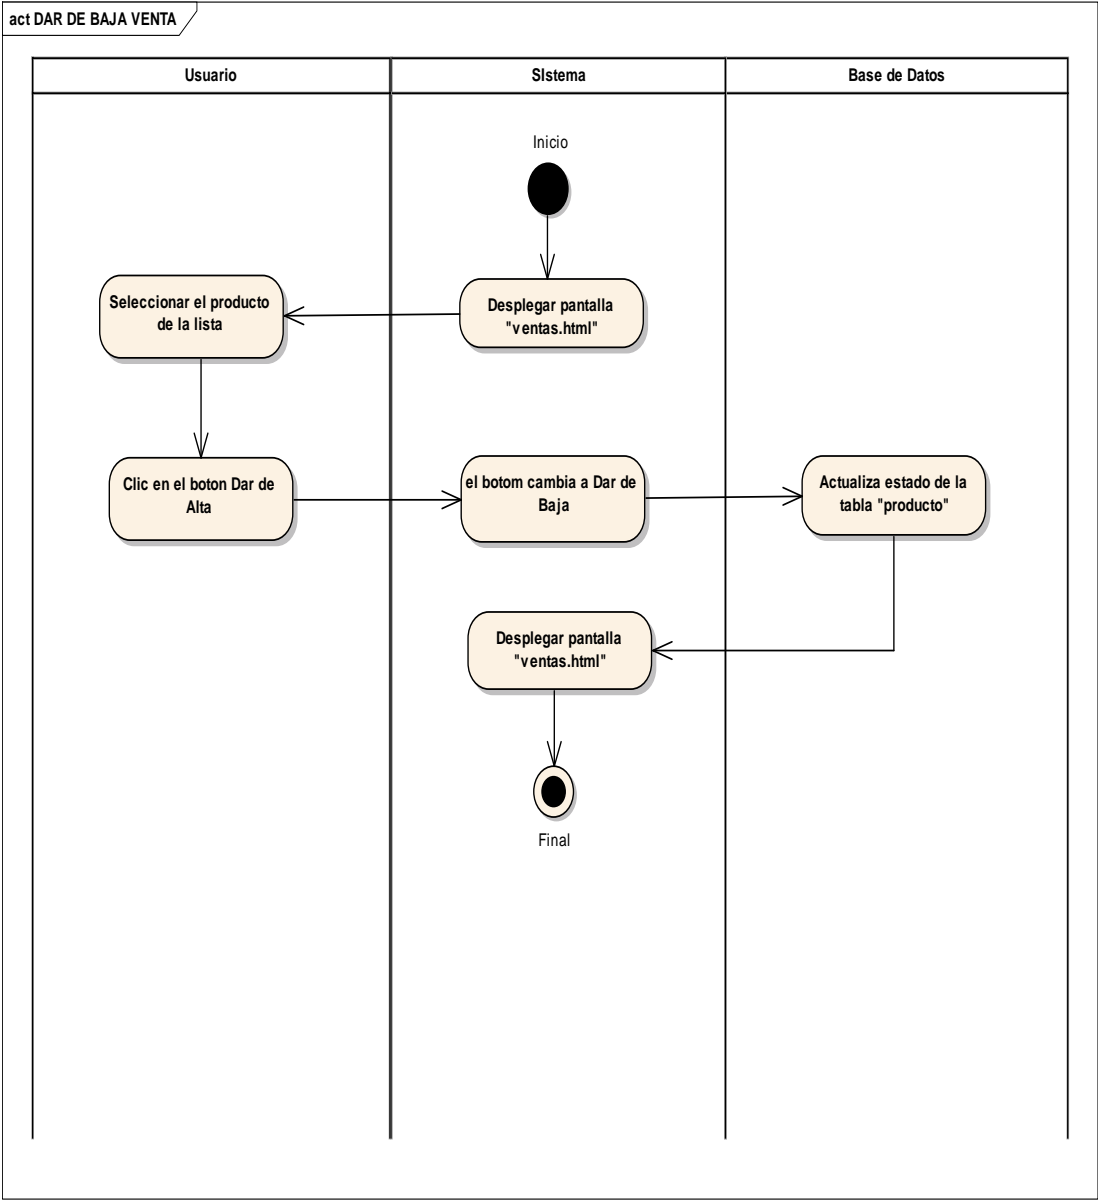 act DAR DE BAJA VENTA
Usuario
SIstema
Base de Datos
Inicio
Seleccionar el producto
de la lista
Desplegar pantalla
"ventas.html"
Clic en el boton Dar de
Alta
el botom cambia a Dar de
Baja
Actualiza estado de la
tabla "producto"
Desplegar pantalla
"ventas.html"
Final